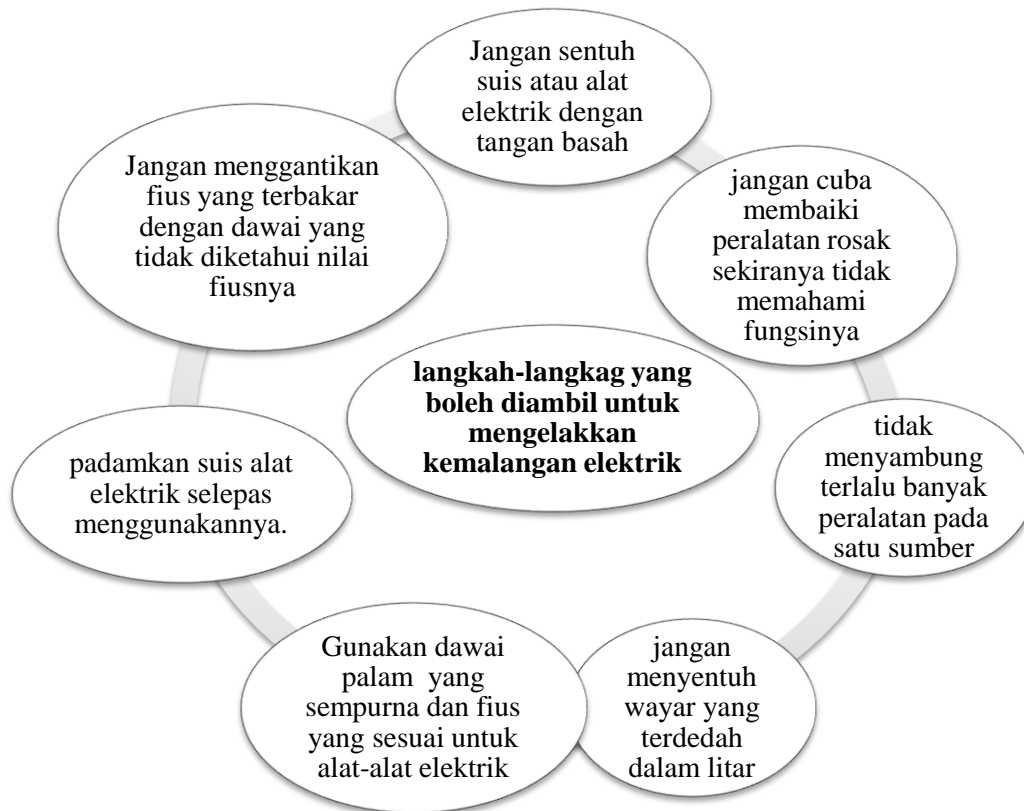 Jangan sentuh
suis atau alat
elektrik dengan
tangan basah
jangan cuba
membaiki
peralatan rosak
sekiranya tidak
memahami
fungsinya
tidak
menyambung
terlalu banyak
peralatan pada
satu sumber
jangan
menyentuh
wayar yang
terdedah
dalam litar
Gunakan dawai
palam yang
sempurna dan fius
yang sesuai untuk
alat-alat elektrik
padamkan suis alat
elektrik selepas
menggunakannya.
Jangan menggantikan
fius yang terbakar
dengan dawai yang
tidak diketahui nilai
fiusnya
langkah-langkag yang
boleh diambil untuk
mengelakkan
kemalangan elektrik